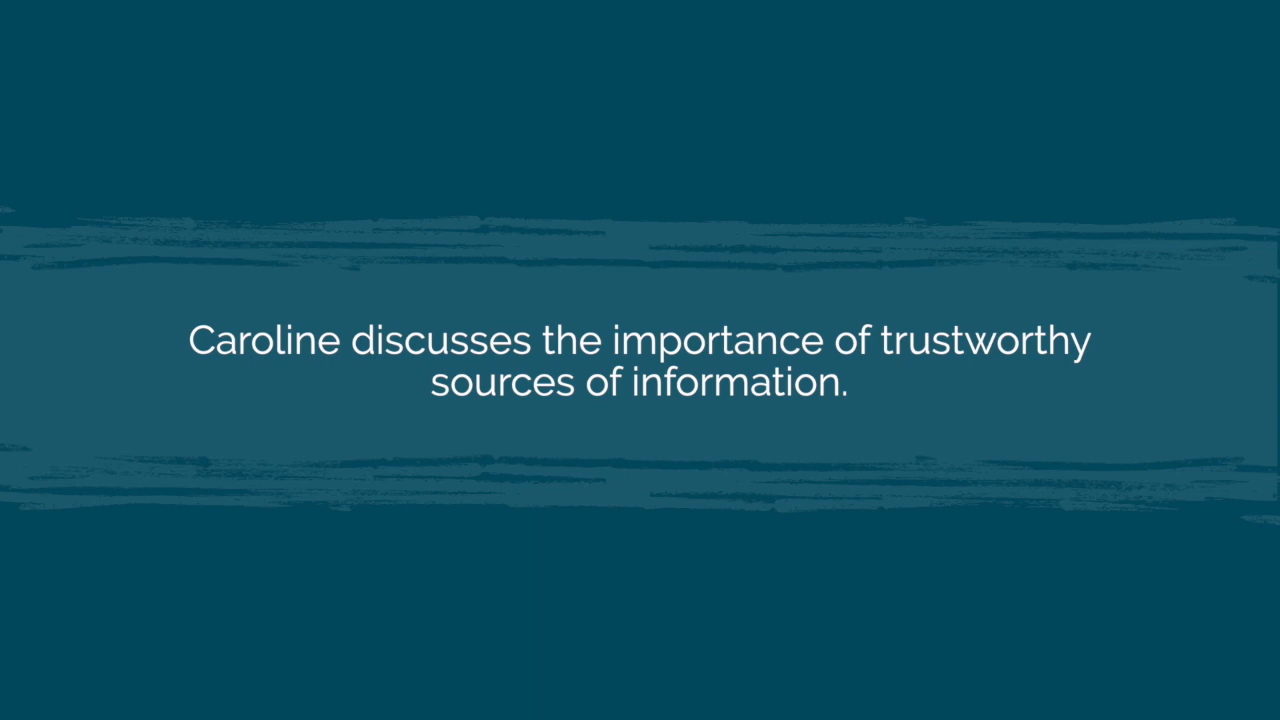 Caroline discusses the importance of trustworthy
sources of information.